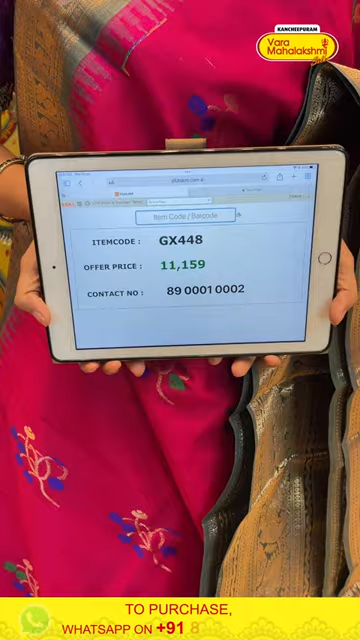 KANCHEEPURAM
Vara
Mahalakshmi
Item Code / Barcode
ITEMCODE : GX448
OFFER PRICE : 11,159
CONTACT NO : 89 0001 0002
TO PURCHASE,
WHATSAPP ON +91 8